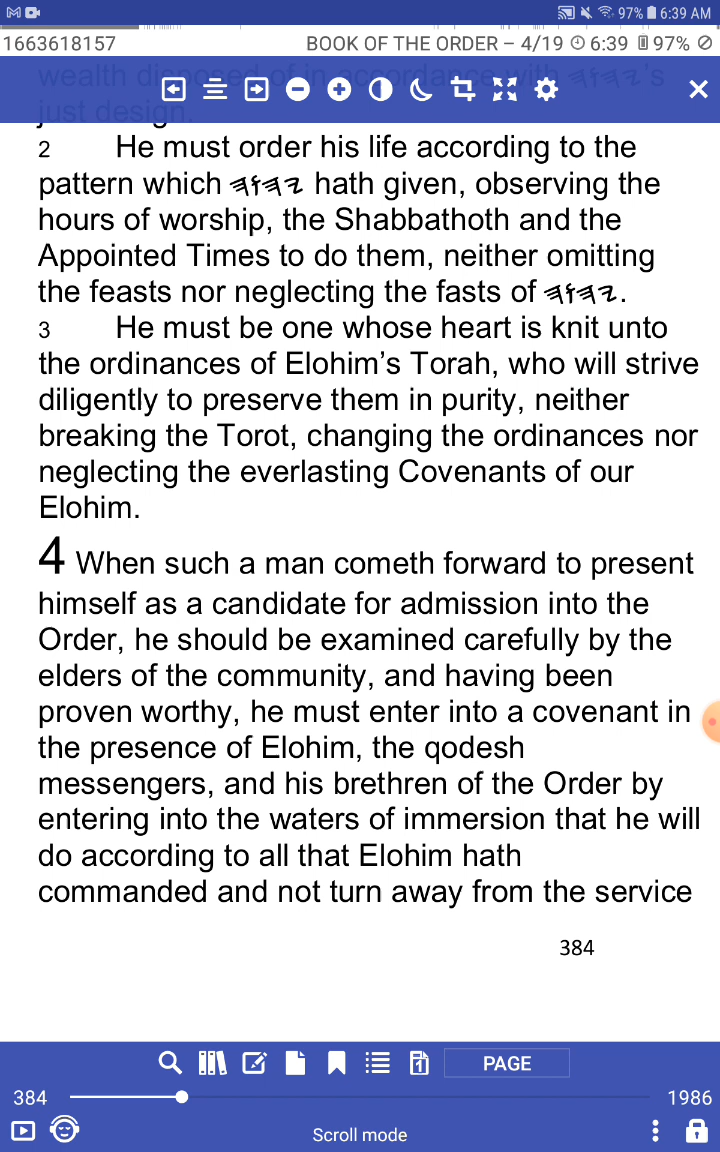 97% 6:39 AM
1663618157 BOOK OF THE ORDER – 4/19 6:39 97%
wealth disposed of in accordance with 𐤉𐤄𐤅𐤄's
just design.
2 He must order his life according to the
pattern which 𐤉𐤄𐤅𐤄 hath given, observing the
hours of worship, the Shabbathoth and the
Appointed Times to do them, neither omitting
the feasts nor neglecting the fasts of 𐤉𐤄𐤅𐤄.
3 He must be one whose heart is knit unto
the ordinances of Elohim’s Torah, who will strive
diligently to preserve them in purity, neither
breaking the Torot, changing the ordinances nor
neglecting the everlasting Covenants of our
Elohim.
4 When such a man cometh forward to present
himself as a candidate for admission into the
Order, he should be examined carefully by the
elders of the community, and having been
proven worthy, he must enter into a covenant in
the presence of Elohim, the qodesh
messengers, and his brethren of the Order by
entering into the waters of immersion that he will
do according to all that Elohim hath
commanded and not turn away from the service
384
PAGE
384 1986
Scroll mode